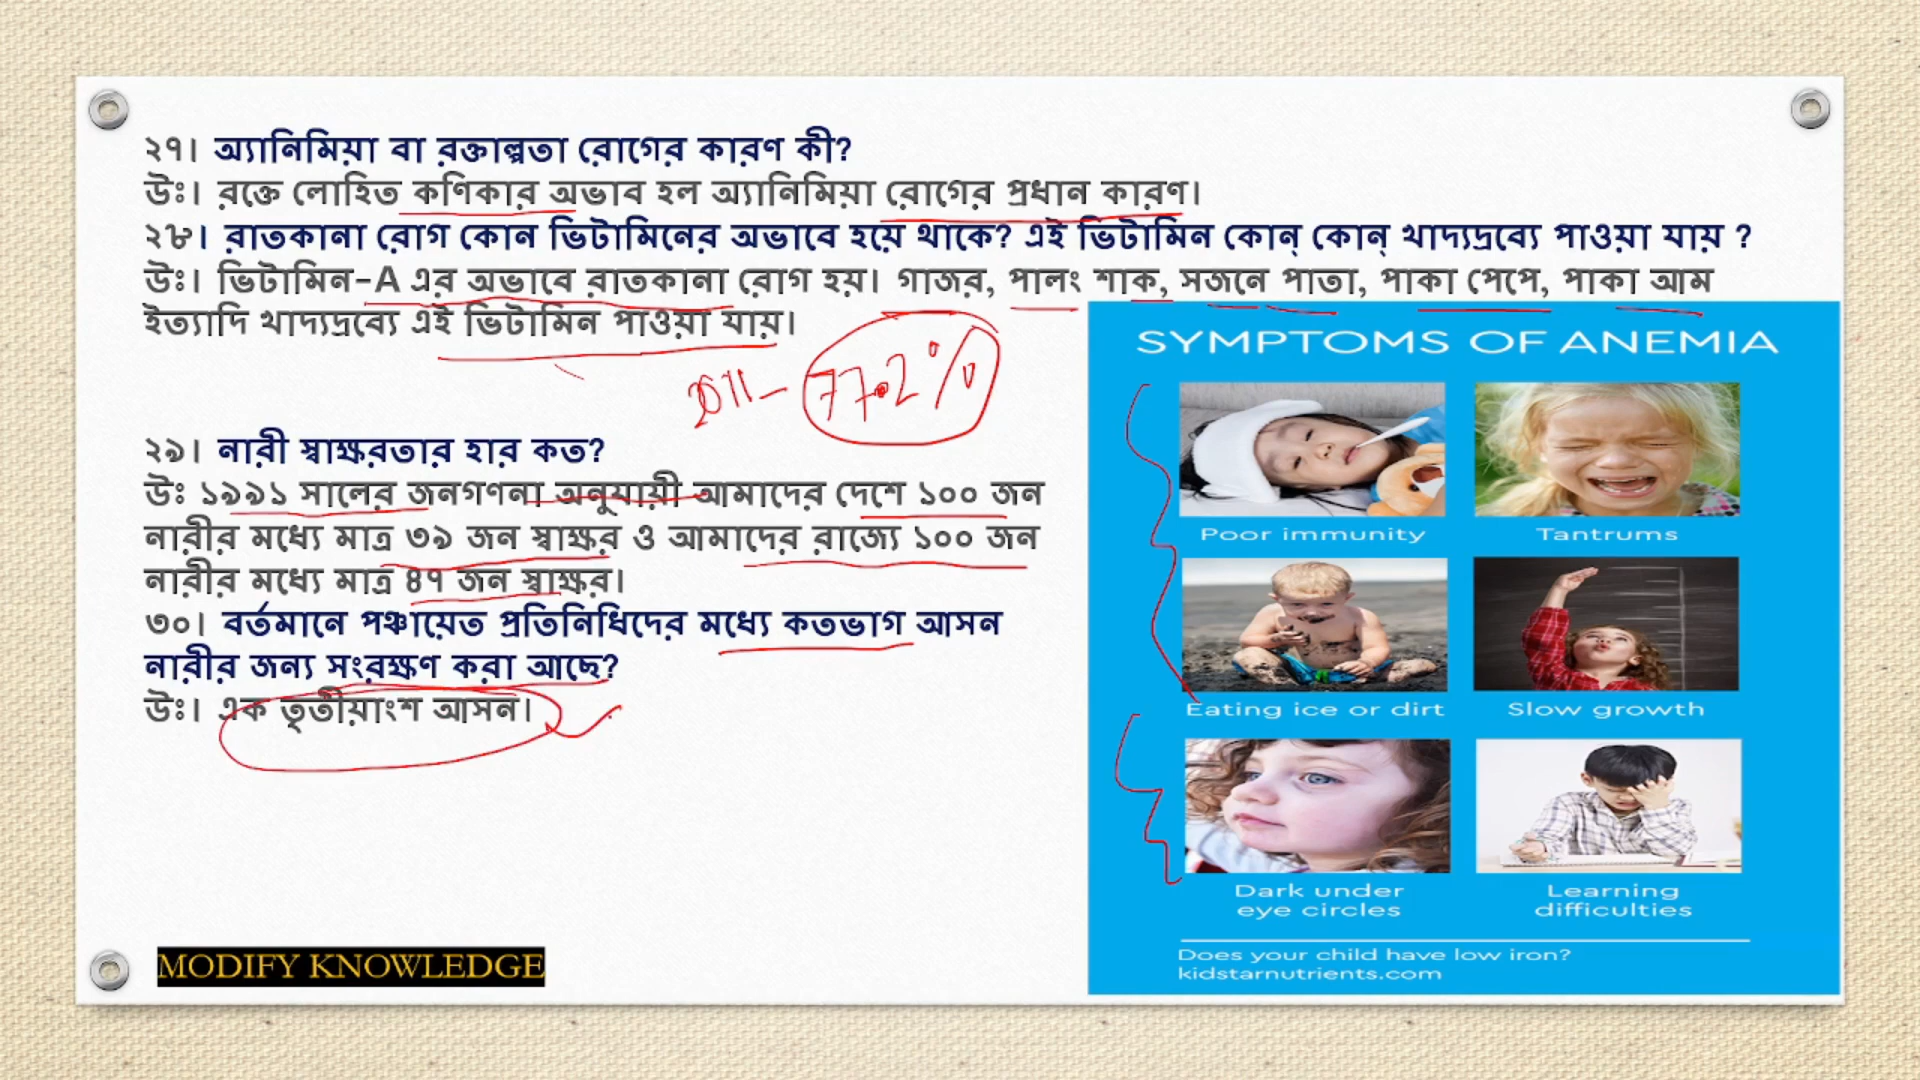 ২৭। অ্যানিমিয়া বা রক্তাল্পতা রোগের কারণ কী?
উঃ। রক্তে লোহিত কণিকার অভাব হল অ্যানিমিয়া রোগের প্রধান কারণ।
২৮। রাতকানা রোগ কোন ভিটামিনের অভাবে হয়ে থাকে? এই ভিটামিন কোন্ কোন্ খাদ্যদ্রব্যে পাওয়া যায় ?
উঃ। ভিটামিন-A এর অভাবে রাতকানা রোগ হয়। গাজর, পালং শাক, সজনে পাতা, পাকা পেপে, পাকা আম
ইত্যাদি খাদ্যদ্রব্যে এই ভিটামিন পাওয়া যায়।
2011- 77.2%
২৯। নারী স্বাক্ষরতার হার কত?
উঃ ১৯৯১ সালের জনগণনা অনুযায়ী আমাদের দেশে ১০০ জন
নারীর মধ্যে মাত্র ৩৯ জন স্বাক্ষর ও আমাদের রাজ্যে ১০০ জন
নারীর মধ্যে মাত্র ৪৭ জন স্বাক্ষর।
৩০। বর্তমানে পঞ্চায়েত প্রতিনিধিদের মধ্যে কতভাগ আসন
নারীর জন্য সংরক্ষণ করা আছে?
উঃ। এক তৃতীয়াংশ আসন।
SYMPTOMS OF ANEMIA
Poor immunity
Tantrums
Eating ice or dirt
Slow growth
Dark under
eye circles
Learning
difficulties
Does your child have low iron?
kidstarnutrients.com
MODIFY KNOWLEDGE